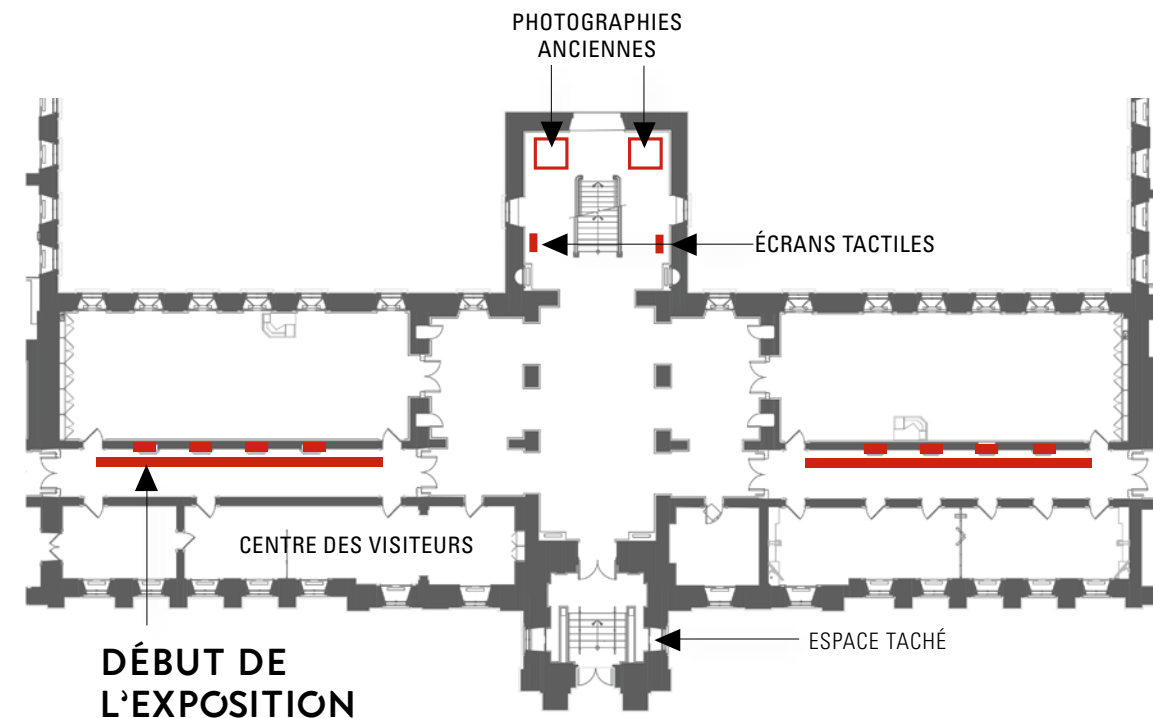 PHOTOGRAPHIES
ANCIENNES
ÉCRANS TACTILES
CENTRE DES VISITEURS
ESPACE TACHÉ
DÉBUT DE
L'EXPOSITION